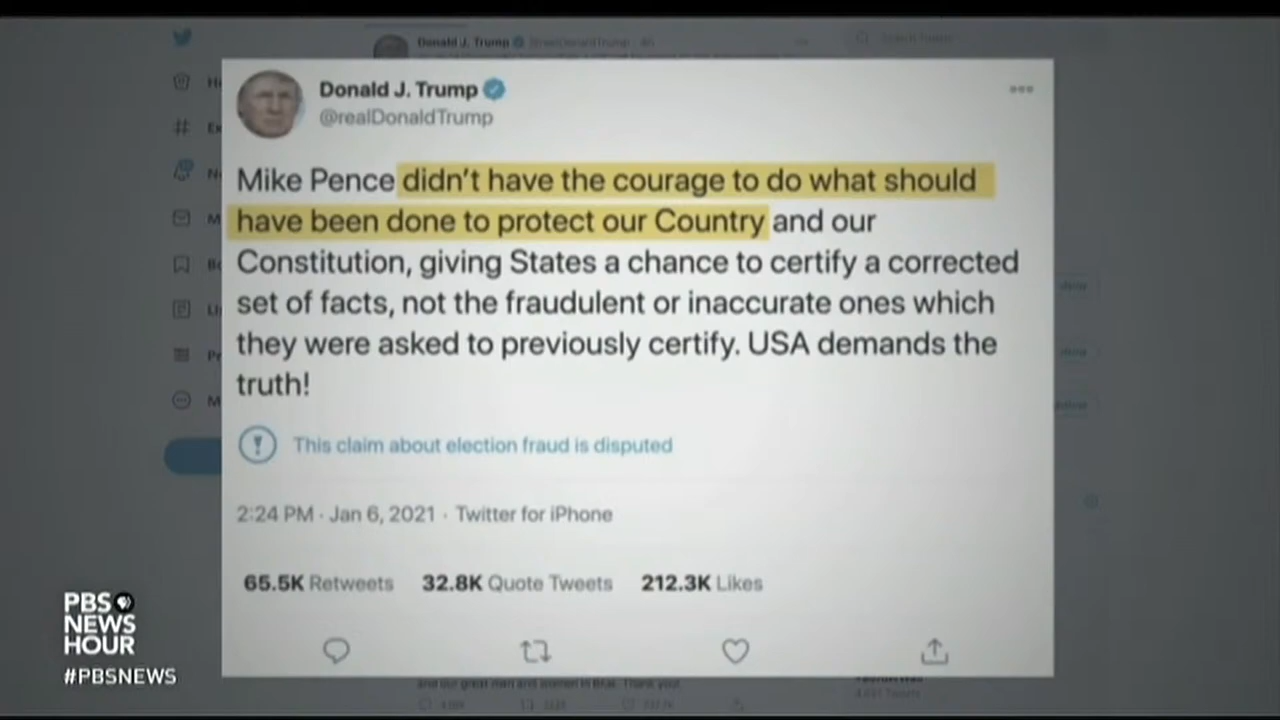 Donald J. Trump
Donald J. Trump
@realDonaldTrump
Mike Pence didn't have the courage to do what should
have been done to protect our Country and our
Constitution, giving States a chance to certify a corrected
set of facts, not the fraudulent or inaccurate ones which
they were asked to previously certify. USA demands the
truth!
This claim about election fraud is disputed
2:24 PM · Jan 6, 2021 · Twitter for iPhone
65.5K Retweets 32.8K Quote Tweets 212.3K Likes
PBS
NEWS
HOUR
#PBSNEWS